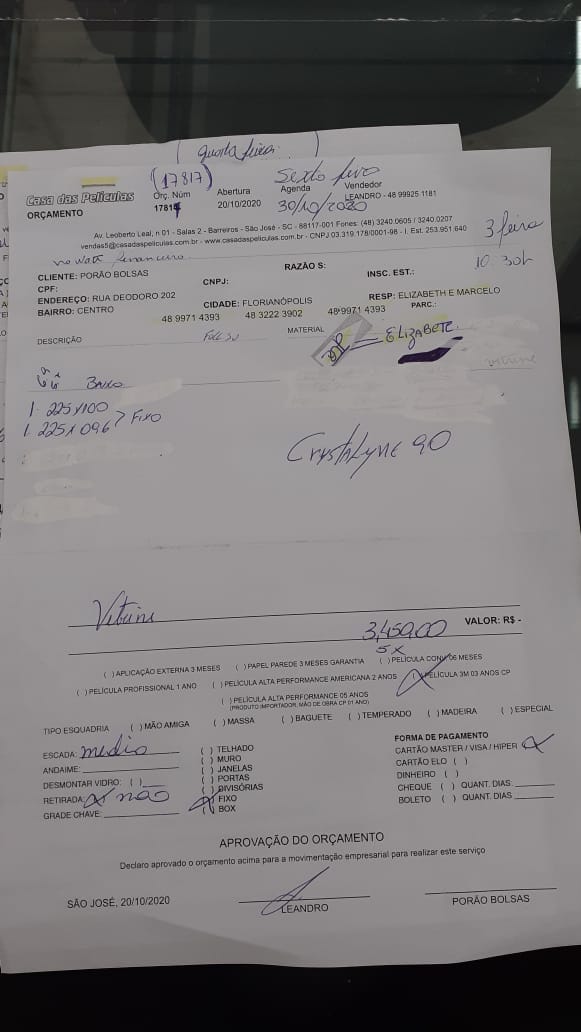 ( quarta feira )
(17817) sexta feira
Casa das Películas Orç. Núm Abertura Agenda Vendedor
ORÇAMENTO 17817 20/10/2020 30/10/2020 LEANDRO - 48 99925 1181
Av. Leoberto Leal, n 01 - Salas 2 - Barreiros - São José - SC - 88117-001 Fones: (48) 3240.0605 / 3240.0207
vendas5@casadaspeliculas.com.br - www.casadaspeliculas.com.br - CNPJ 03.319.178/0001-98 - I. Est. 253.951.640
3 feira
10:30h
CLIENTE: PORÃO BOLSAS RAZÃO S:
CPF: CNPJ: INSC. EST.:
ENDEREÇO: RUA DEODORO 202 CIDADE: FLORIANÓPOLIS RESP: ELIZABETH E MARCELO
BAIRRO: CENTRO PARC.:
48 9971 4393 48 3222 3902 48 9971 4393
DESCRIÇÃO MATERIAL
= ELIZABETE.
vitrine
1. 225x100
1. 225x096 > FIXO
CRYSTALYNE 90
Vitrine
3,450,00 VALOR: R$ -
5x
( ) APLICAÇÃO EXTERNA 3 MESES ( ) PAPEL PAREDE 3 MESES GARANTIA ( ) PELÍCULA CONV. 06 MESES
( ) PELÍCULA PROFISSIONAL 1 ANO ( ) PELÍCULA ALTA PERFORMANCE AMERICANA 2 ANOS (X) PELÍCULA 3M 03 ANOS CP
( ) PELÍCULA ALTA PERFORMANCE 05 ANOS
(PRODUTO IMPORTADOR, MÃO DE OBRA CP 01 ANO)
TIPO ESQUADRIA ( ) MÃO AMIGA ( ) MASSA ( ) BAGUETE ( ) TEMPERADO ( ) MADEIRA ( ) ESPECIAL
ESCADA: media
ANDAIME:
DESMONTAR VIDRO: ( )
RETIRADA: X não
GRADE CHAVE:
( ) TELHADO
( ) MURO
( ) JANELAS
( ) PORTAS
( ) DIVISÓRIAS
(X) FIXO
( ) BOX
FORMA DE PAGAMENTO
CARTÃO MASTER / VISA / HIPER X
CARTÃO ELO ( )
DINHEIRO ( )
CHEQUE ( ) QUANT. DIAS:
BOLETO ( ) QUANT. DIAS
APROVAÇÃO DO ORÇAMENTO
Declaro aprovado o orçamento acima para a movimentação empresarial para realizar este serviço
SÃO JOSÉ, 20/10/2020
LEANDRO
PORÃO BOLSAS